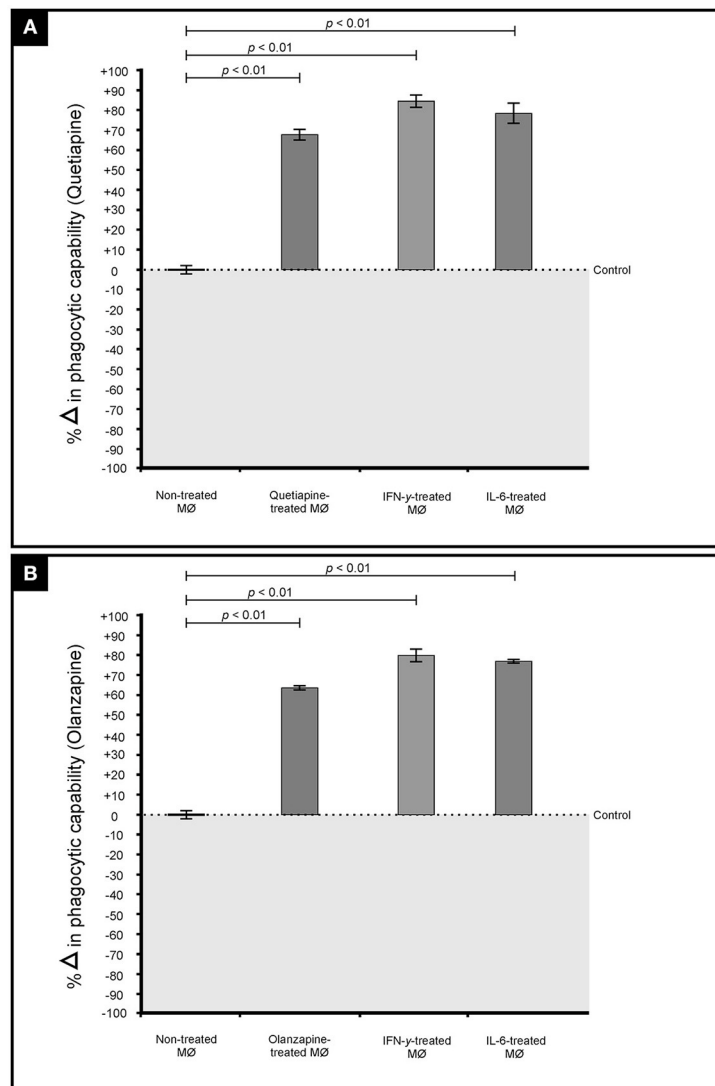 A
p < 0.01
p < 0.01
p < 0.01
% Δ in phagocytic capability (Quetiapine)
+100
+90
+80
+70
+60
+50
+40
+30
+20
+10
0
-10
-20
-30
-40
-50
-60
-70
-80
-90
-100
Control
Non-treated
MØ
Quetiapine-
treated MØ
IFN-y-treated
MØ
IL-6-treated
MØ
B
p < 0.01
p < 0.01
p < 0.01
% Δ in phagocytic capability (Olanzapine)
+100
+90
+80
+70
+60
+50
+40
+30
+20
+10
0
-10
-20
-30
-40
-50
-60
-70
-80
-90
-100
Control
Non-treated
MØ
Olanzapine-
treated MØ
IFN-y-treated
MØ
IL-6-treated
MØ